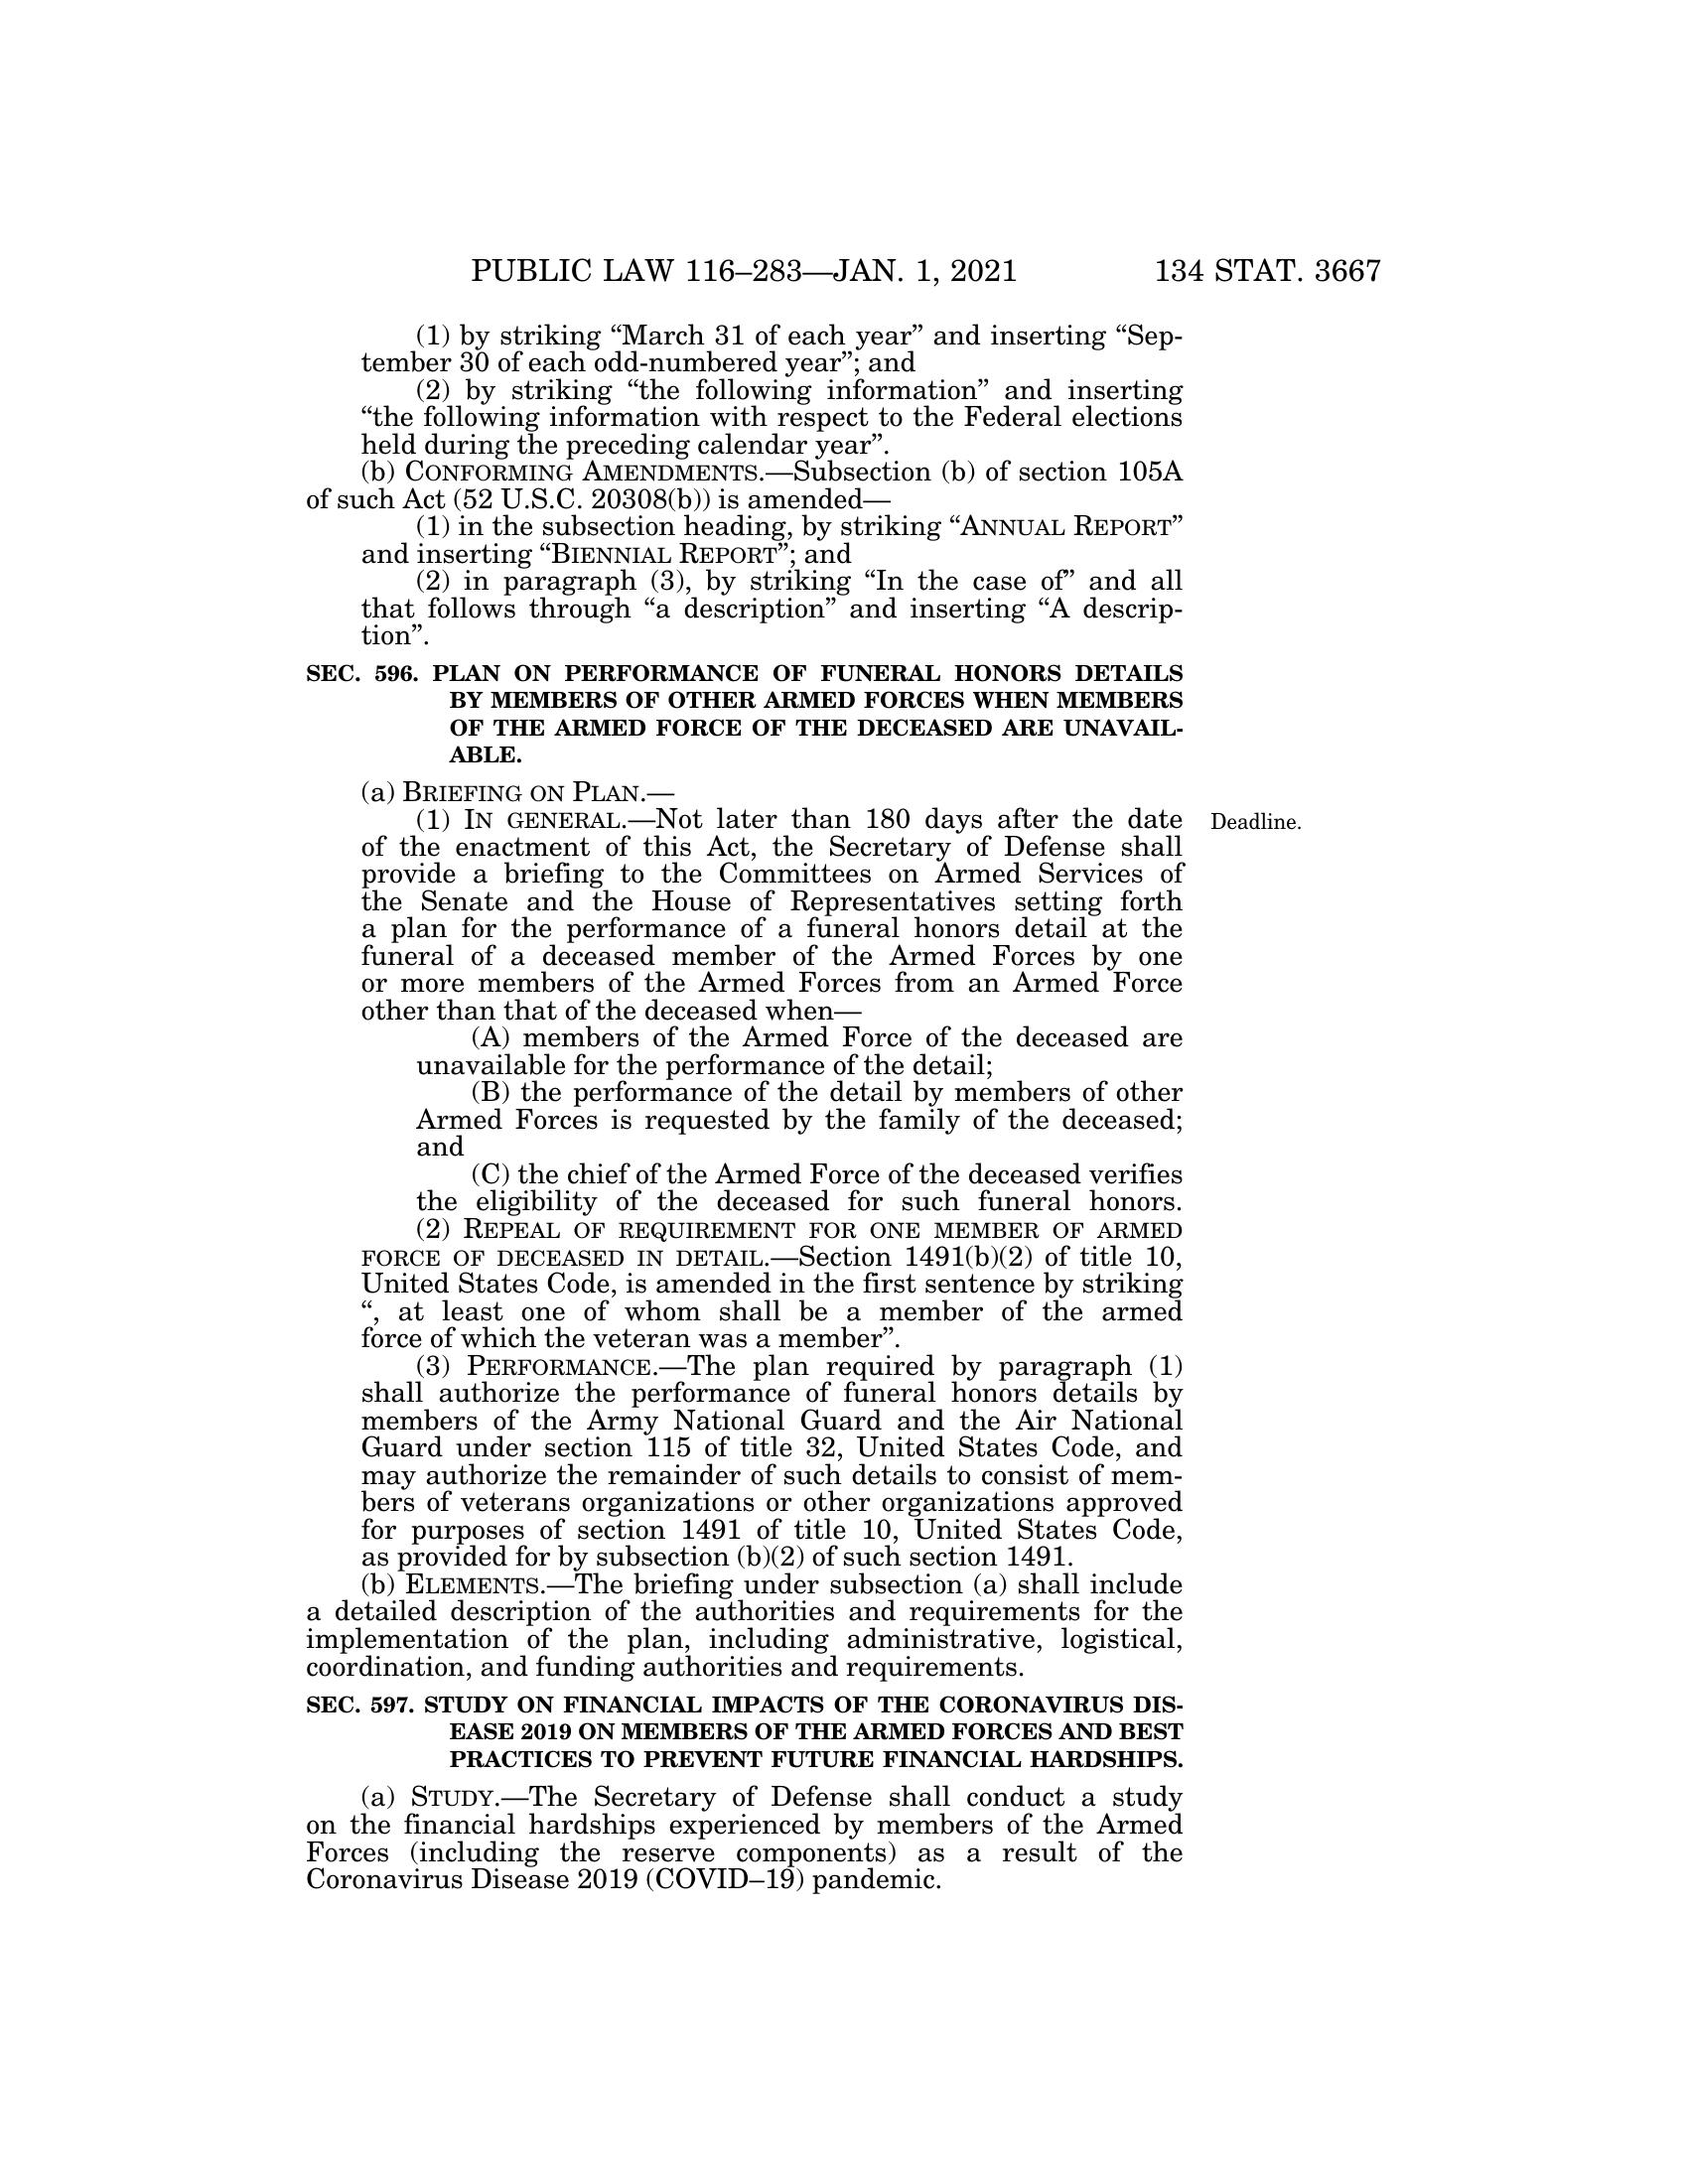 PUBLIC LAW 116–283—JAN. 1, 2021 134 STAT. 3667
(1) by striking “March 31 of each year” and inserting “Sep-
tember 30 of each odd-numbered year”; and
(2) by striking “the following information” and inserting
“the following information with respect to the Federal elections
held during the preceding calendar year”.
(b) CONFORMING AMENDMENTS.—Subsection (b) of section 105A
of such Act (52 U.S.C. 20308(b)) is amended—
(1) in the subsection heading, by striking “ANNUAL REPORT”
and inserting “BIENNIAL REPORT”; and
(2) in paragraph (3), by striking “In the case of” and all
that follows through “a description” and inserting “A descrip-
tion”.
SEC. 596. PLAN ON PERFORMANCE OF FUNERAL HONORS DETAILS
BY MEMBERS OF OTHER ARMED FORCES WHEN MEMBERS
OF THE ARMED FORCE OF THE DECEASED ARE UNAVAIL-
ABLE.
(a) BRIEFING ON PLAN.—
(1) IN GENERAL.—Not later than 180 days after the date
Deadline.
of the enactment of this Act, the Secretary of Defense shall
provide a briefing to the Committees on Armed Services of
the Senate and the House of Representatives setting forth
a plan for the performance of a funeral honors detail at the
funeral of a deceased member of the Armed Forces by one
or more members of the Armed Forces from an Armed Force
other than that of the deceased when—
(A) members of the Armed Force of the deceased are
unavailable for the performance of the detail;
(B) the performance of the detail by members of other
Armed Forces is requested by the family of the deceased;
and
(C) the chief of the Armed Force of the deceased verifies
the eligibility of the deceased for such funeral honors.
(2) REPEAL OF REQUIREMENT FOR ONE MEMBER OF ARMED
FORCE OF DECEASED IN DETAIL.—Section 1491(b)(2) of title 10,
United States Code, is amended in the first sentence by striking
“, at least one of whom shall be a member of the armed
force of which the veteran was a member”.
(3) PERFORMANCE.—The plan required by paragraph (1)
shall authorize the performance of funeral honors details by
members of the Army National Guard and the Air National
Guard under section 115 of title 32, United States Code, and
may authorize the remainder of such details to consist of mem-
bers of veterans organizations or other organizations approved
for purposes of section 1491 of title 10, United States Code,
as provided for by subsection (b)(2) of such section 1491.
(b) ELEMENTS.—The briefing under subsection (a) shall include
a detailed description of the authorities and requirements for the
implementation of the plan, including administrative, logistical,
coordination, and funding authorities and requirements.
SEC. 597. STUDY ON FINANCIAL IMPACTS OF THE CORONAVIRUS DIS-
EASE 2019 ON MEMBERS OF THE ARMED FORCES AND BEST
PRACTICES TO PREVENT FUTURE FINANCIAL HARDSHIPS.
(a) STUDY.—The Secretary of Defense shall conduct a study
on the financial hardships experienced by members of the Armed
Forces (including the reserve components) as a result of the
Coronavirus Disease 2019 (COVID–19) pandemic.